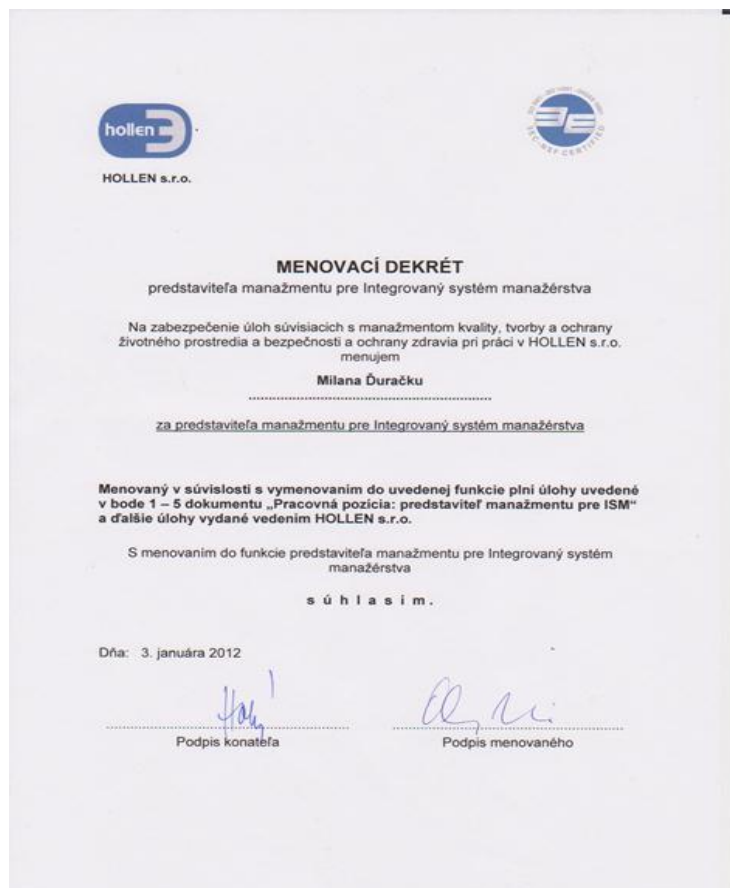 hollen
HOLLEN s.r.o.
MENOVACÍ DEKRÉT
predstaviteľa manažmentu pre Integrovaný systém manažérstva
Na zabezpečenie úloh súvisiacich s manažmentom kvality, tvorby a ochrany
životného prostredia a bezpečnosti a ochrany zdravia pri práci v HOLLEN s.r.o.
menujem
Milana Ďuračku
za predstaviteľa manažmentu pre Integrovaný systém manažérstva
Menovaný v súvislosti s vymenovaním do uvedenej funkcie plní úlohy uvedené
v bode 1 – 5 dokumentu „Pracovná pozícia: predstaviteľ manažmentu pre ISM“
a ďalšie úlohy vydané vedením HOLLEN s.r.o.
S menovaním do funkcie predstaviteľa manažmentu pre Integrovaný systém
manažérstva
s ú h l a s í m .
Dňa: 3. januára 2012
Podpis konateľa
Podpis menovaného